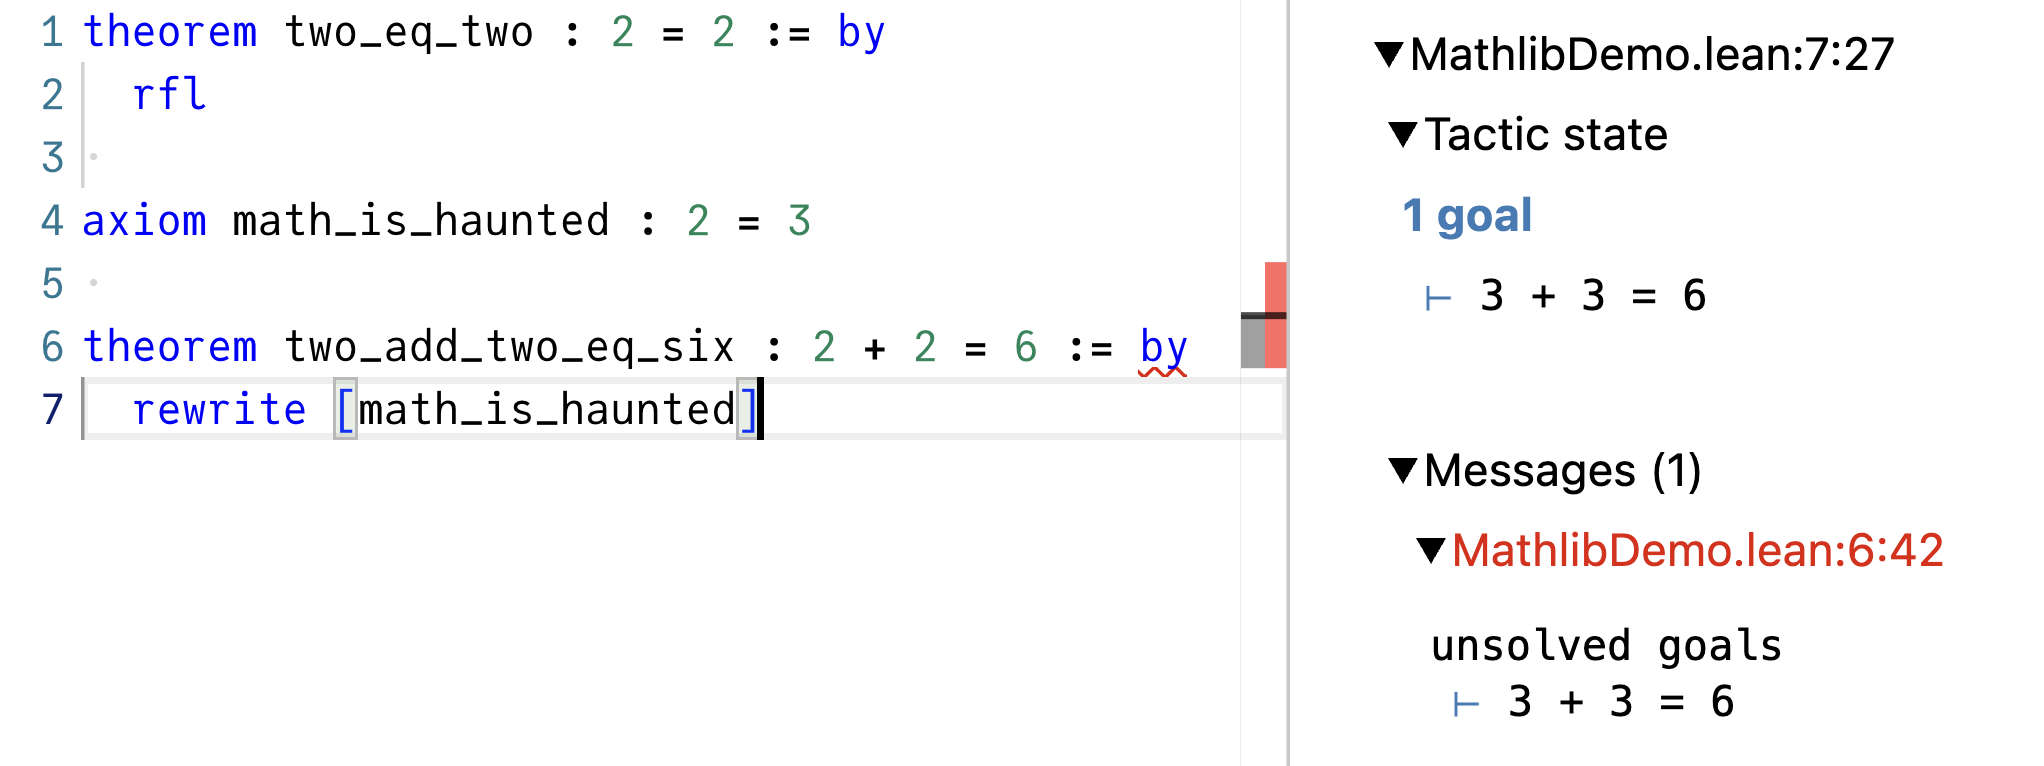 1 theorem two_eq_two : 2 = 2 := by
2 rfl
3
4 axiom math_is_haunted : 2 = 3
5
6 theorem two_add_two_eq_six : 2 + 2 = 6 := by
7 rewrite [math_is_haunted]
▼MathlibDemo.lean:7:27
▼Tactic state
1 goal
⊢ 3 + 3 = 6
▼Messages (1)
▼MathlibDemo.lean:6:42
unsolved goals
⊢ 3 + 3 = 6